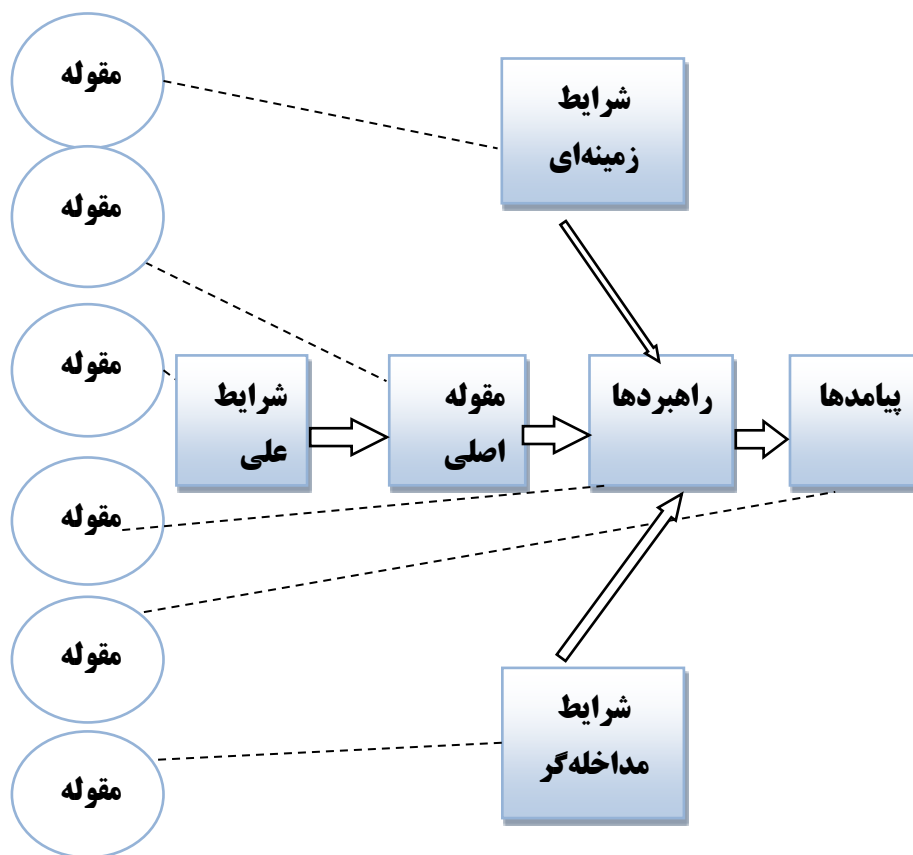 مقوله
شرایط
زمینه‌ای
مقوله
مقوله
شرایط
علی
مقوله
اصلی
راهبردها
پیامدها
مقوله
مقوله
شرایط
مداخله‌گر
مقوله